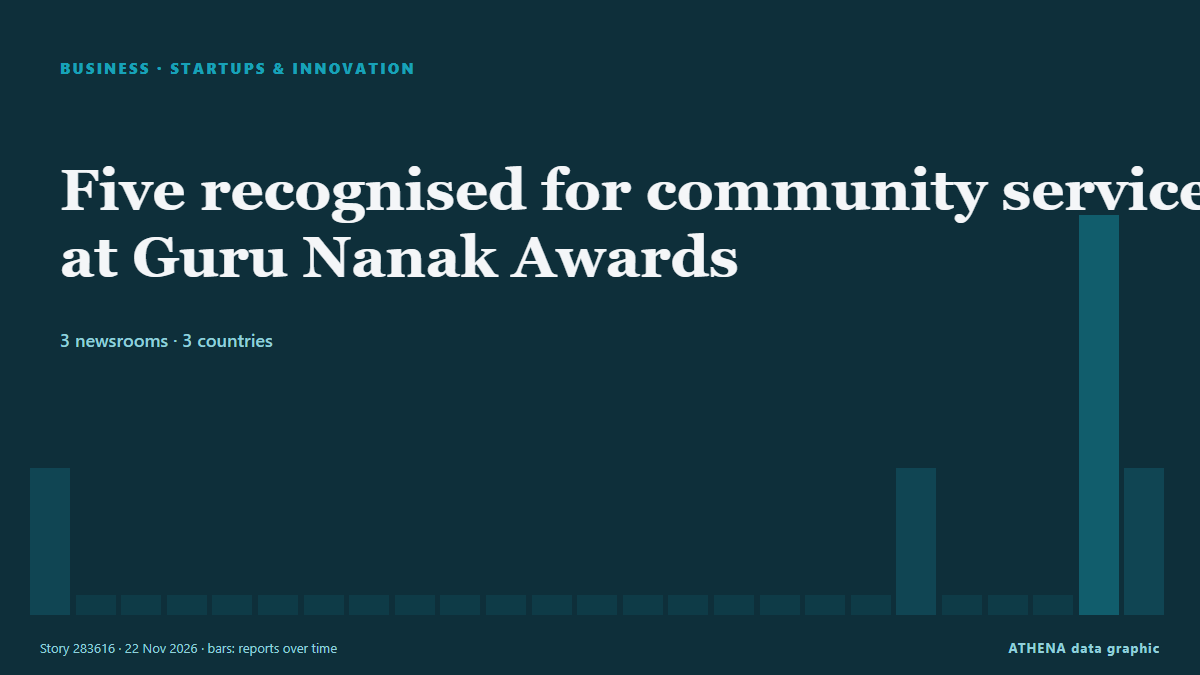 BUSINESS · STARTUPS & INNOVATION
Five recognised for community service
at Guru Nanak Awards
3 newsrooms · 3 countries
Story 283616 · 22 Nov 2026 · bars: reports over time
ATHENA data graphic